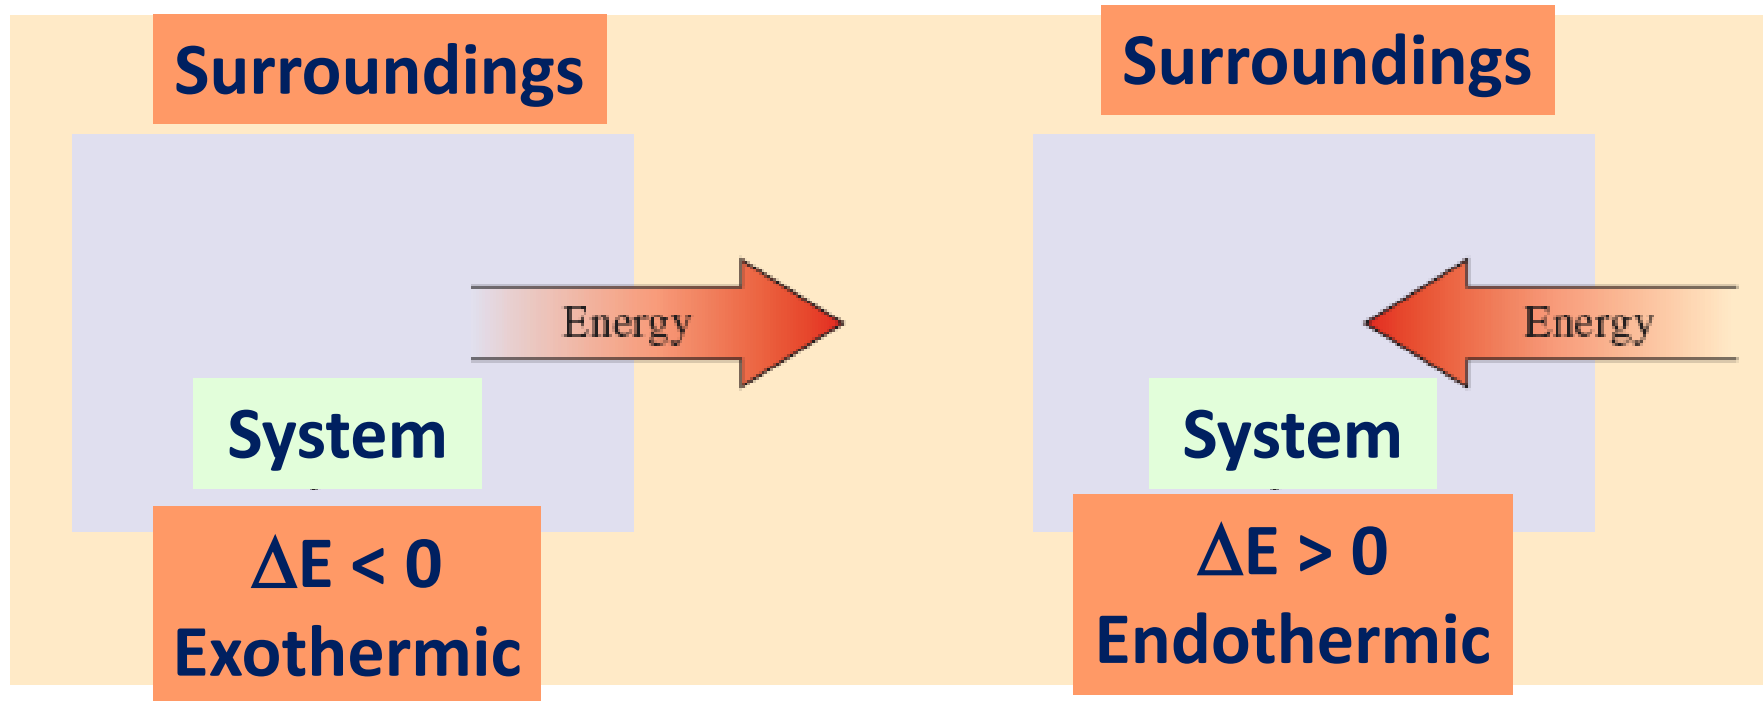 Surroundings
Energy
System
ΔE < 0
Exothermic
Surroundings
Energy
System
ΔE > 0
Endothermic